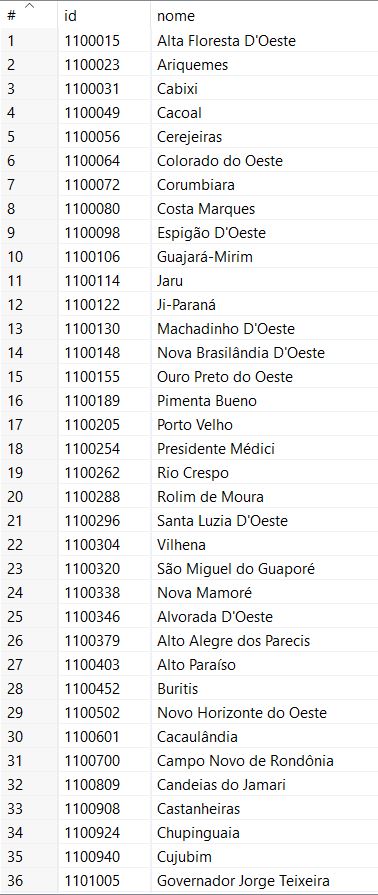 # id nome
1 1100015 Alta Floresta D'Oeste
2 1100023 Ariquemes
3 1100031 Cabixi
4 1100049 Cacoal
5 1100056 Cerejeiras
6 1100064 Colorado do Oeste
7 1100072 Corumbiara
8 1100080 Costa Marques
9 1100098 Espigão D'Oeste
10 1100106 Guajará-Mirim
11 1100114 Jaru
12 1100122 Ji-Paraná
13 1100130 Machadinho D'Oeste
14 1100148 Nova Brasilândia D'Oeste
15 1100155 Ouro Preto do Oeste
16 1100189 Pimenta Bueno
17 1100205 Porto Velho
18 1100254 Presidente Médici
19 1100262 Rio Crespo
20 1100288 Rolim de Moura
21 1100296 Santa Luzia D'Oeste
22 1100304 Vilhena
23 1100320 São Miguel do Guaporé
24 1100338 Nova Mamoré
25 1100346 Alvorada D'Oeste
26 1100379 Alto Alegre dos Parecis
27 1100403 Alto Paraíso
28 1100452 Buritis
29 1100502 Novo Horizonte do Oeste
30 1100601 Cacaulândia
31 1100700 Campo Novo de Rondônia
32 1100809 Candeias do Jamari
33 1100908 Castanheiras
34 1100924 Chupinguaia
35 1100940 Cujubim
36 1101005 Governador Jorge Teixeira